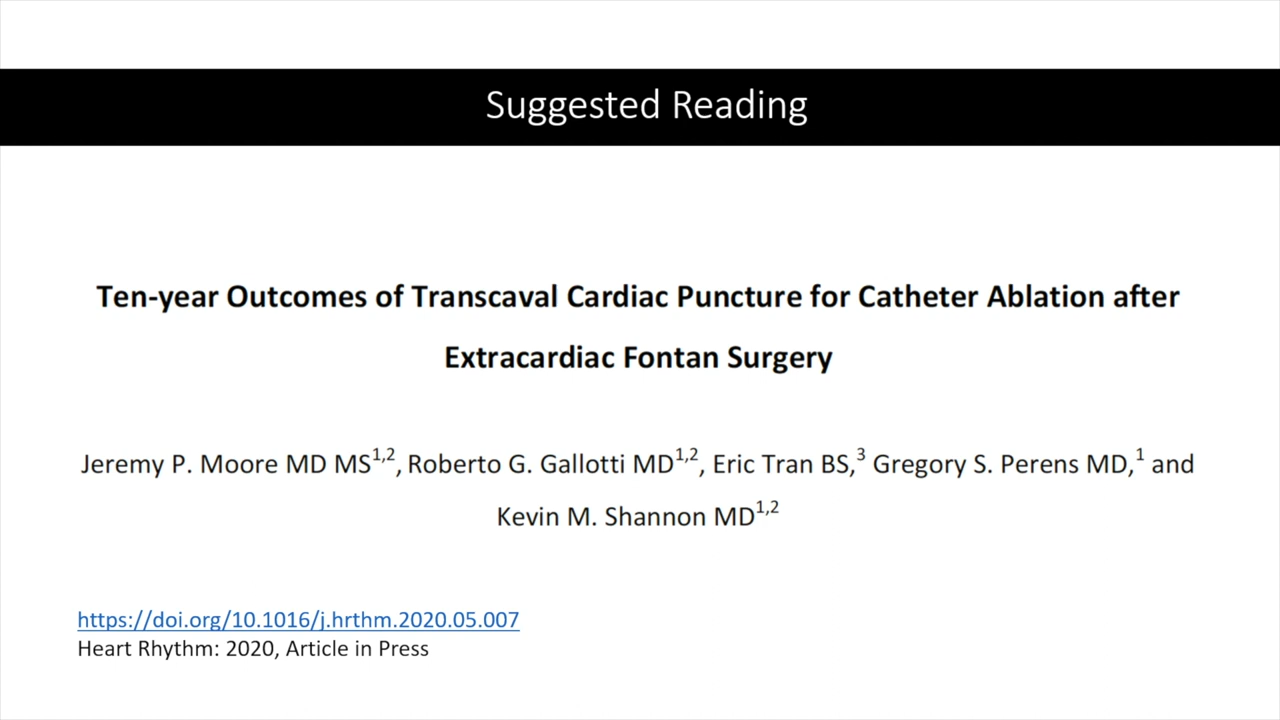 Suggested Reading
Ten-year Outcomes of Transcaval Cardiac Puncture for Catheter Ablation after
Extracardiac Fontan Surgery
Jeremy P. Moore MD MS1,2, Roberto G. Gallotti MD1,2, Eric Tran BS,3 Gregory S. Perens MD,1 and
Kevin M. Shannon MD1,2
https://doi.org/10.1016/j.hrthm.2020.05.007
Heart Rhythm: 2020, Article in Press